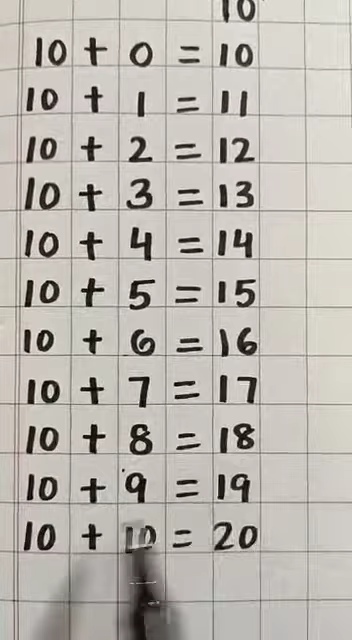 10
10 + 0 = 10
10 + 1 = 11
10 + 2 = 12
10 + 3 = 13
10 + 4 = 14
10 + 5 = 15
10 + 6 = 16
10 + 7 = 17
10 + 8 = 18
10 + 9 = 19
10 + 10 = 20